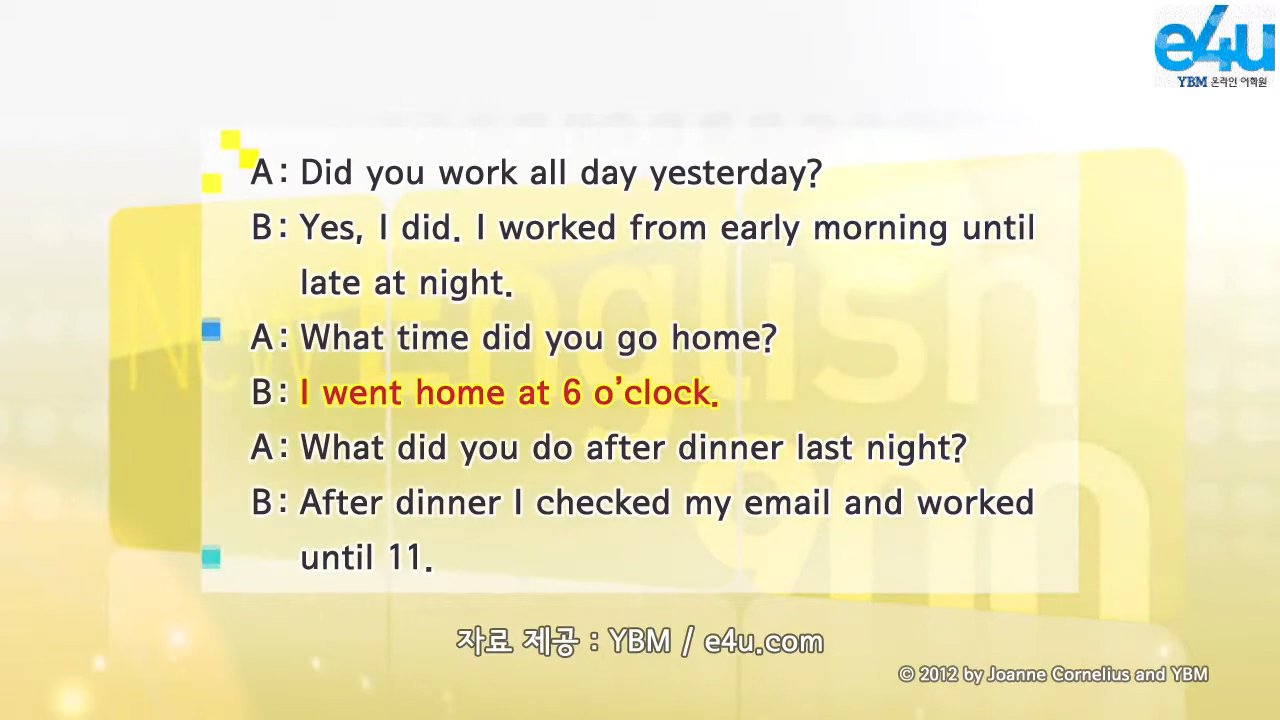 e4u
YBM 온라인 어학원
A: Did you work all day yesterday?
B: Yes, I did. I worked from early morning until
late at night.
A: What time did you go home?
B: I went home at 6 o'clock.
A: What did you do after dinner last night?
B: After dinner I checked my email and worked
until 11.
자료 제공 : YBM / e4u.com
© 2012 by Joanne Cornelius and YBM